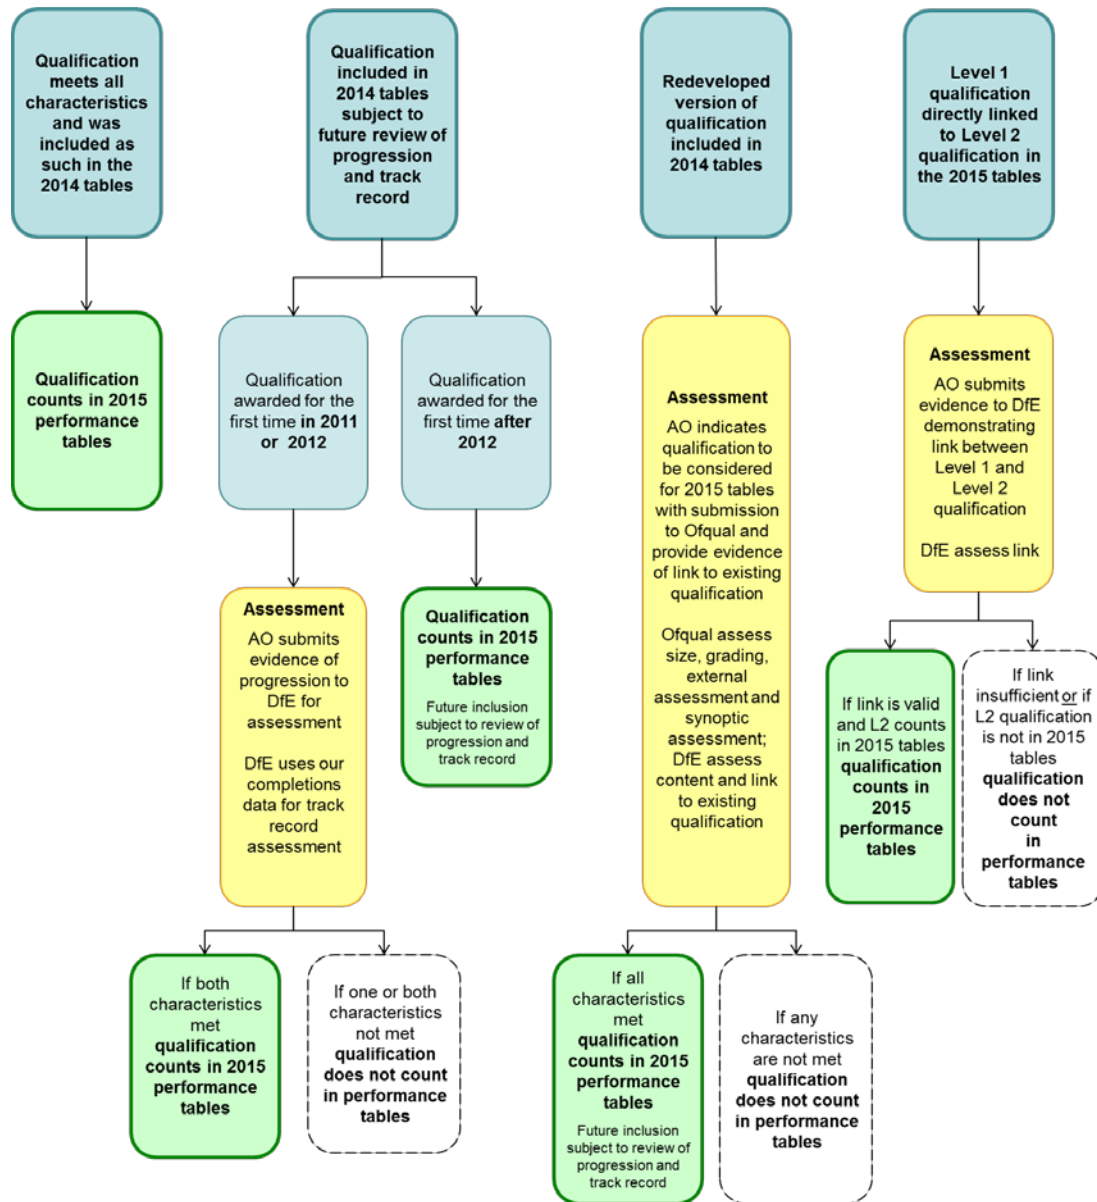 Qualification
meets all
characteristics
and was
included as
such in the
2014 tables
Qualification
included in
2014 tables
subject to
future review of
progression
and track
record
Redeveloped
version of
qualification
included in
2014 tables
Level 1
qualification
directly linked
to Level 2
qualification in
the 2015 tables
Qualification
counts in 2015
performance
tables
Qualification
awarded for the
first time in 2011
or 2012
Qualification
awarded for the
first time after
2012
Assessment
AO indicates
qualification to
be considered
for 2015 tables
with submission
to Ofqual and
provide evidence
of link to existing
qualification
Ofqual assess
size, grading,
external
assessment and
synoptic
assessment;
DfE assess
content and link
to existing
qualification
Assessment
AO submits
evidence to DfE
demonstrating
link between
Level 1 and
Level 2
qualification
DfE assess link
Assessment
AO submits
evidence of
progression to
DfE for
assessment
DfE uses our
completions
data for track
record
assessment
Qualification
counts in 2015
performance
tables
Future inclusion
subject to review of
progression and
track record
If link is valid
and L2 counts
in 2015 tables
qualification
counts in
2015
performance
tables
If link
insufficient or if
L2 qualification
is not in 2015
tables
qualification
does not
count
in
performance
tables
If both
characteristics
met
qualification
counts in 2015
performance
tables
If one or both
characteristics
not met
qualification
does not count
in performance
tables
If all
characteristics
met
qualification
counts in 2015
performance
tables
Future inclusion
subject to review of
progression and
track record
If any
characteristics
are not met
qualification
does not count
in performance
tables